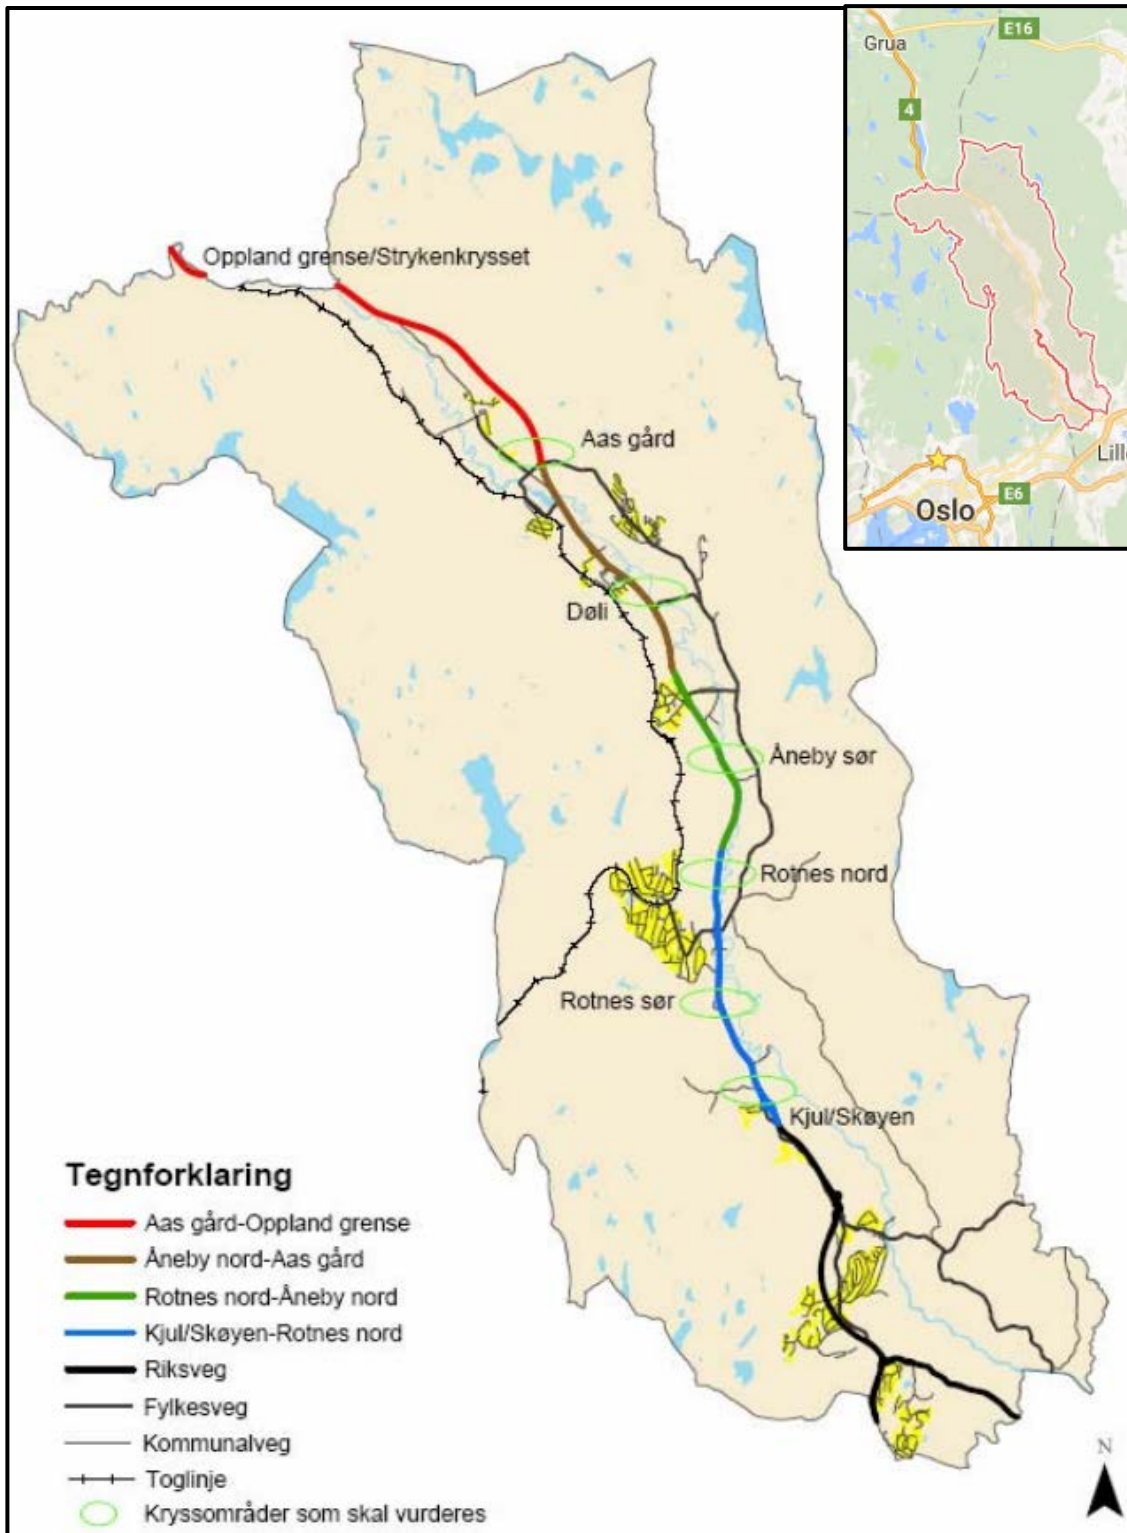 Grua
E16
4
Lill
Oslo
E6
Oppland grense/Strykenkrysset
Aas gård
Døli
Åneby sør
Rotnes nord
Rotnes sør
Kjul/Skøyen
Tegnforklaring
Aas gård-Oppland grense
Åneby nord-Aas gård
Rotnes nord-Åneby nord
Kjul/Skøyen-Rotnes nord
Riksveg
Fylkesveg
Kommunalveg
Toglinje
Kryssområder som skal vurderes
N